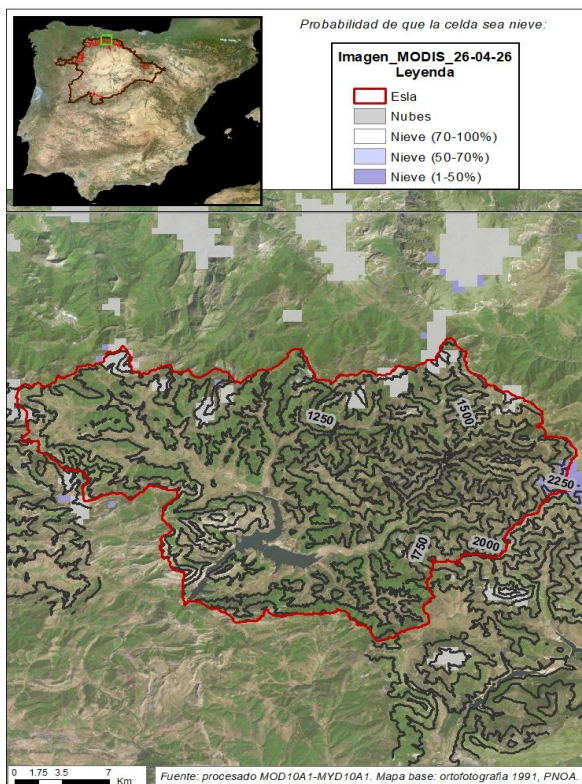 Probabilidad de que la celda sea nieve:
Imagen_MODIS_26-04-26
Leyenda
Esla
Nubes
Nieve (70-100%)
Nieve (50-70%)
Nieve (1-50%)
1250
1500
2250
1750
2000
0 1.75 3.5 7
Km
Fuente: procesado MOD10A1-MYD10A1. Mapa base: ortofotografia 1991, PNOA.